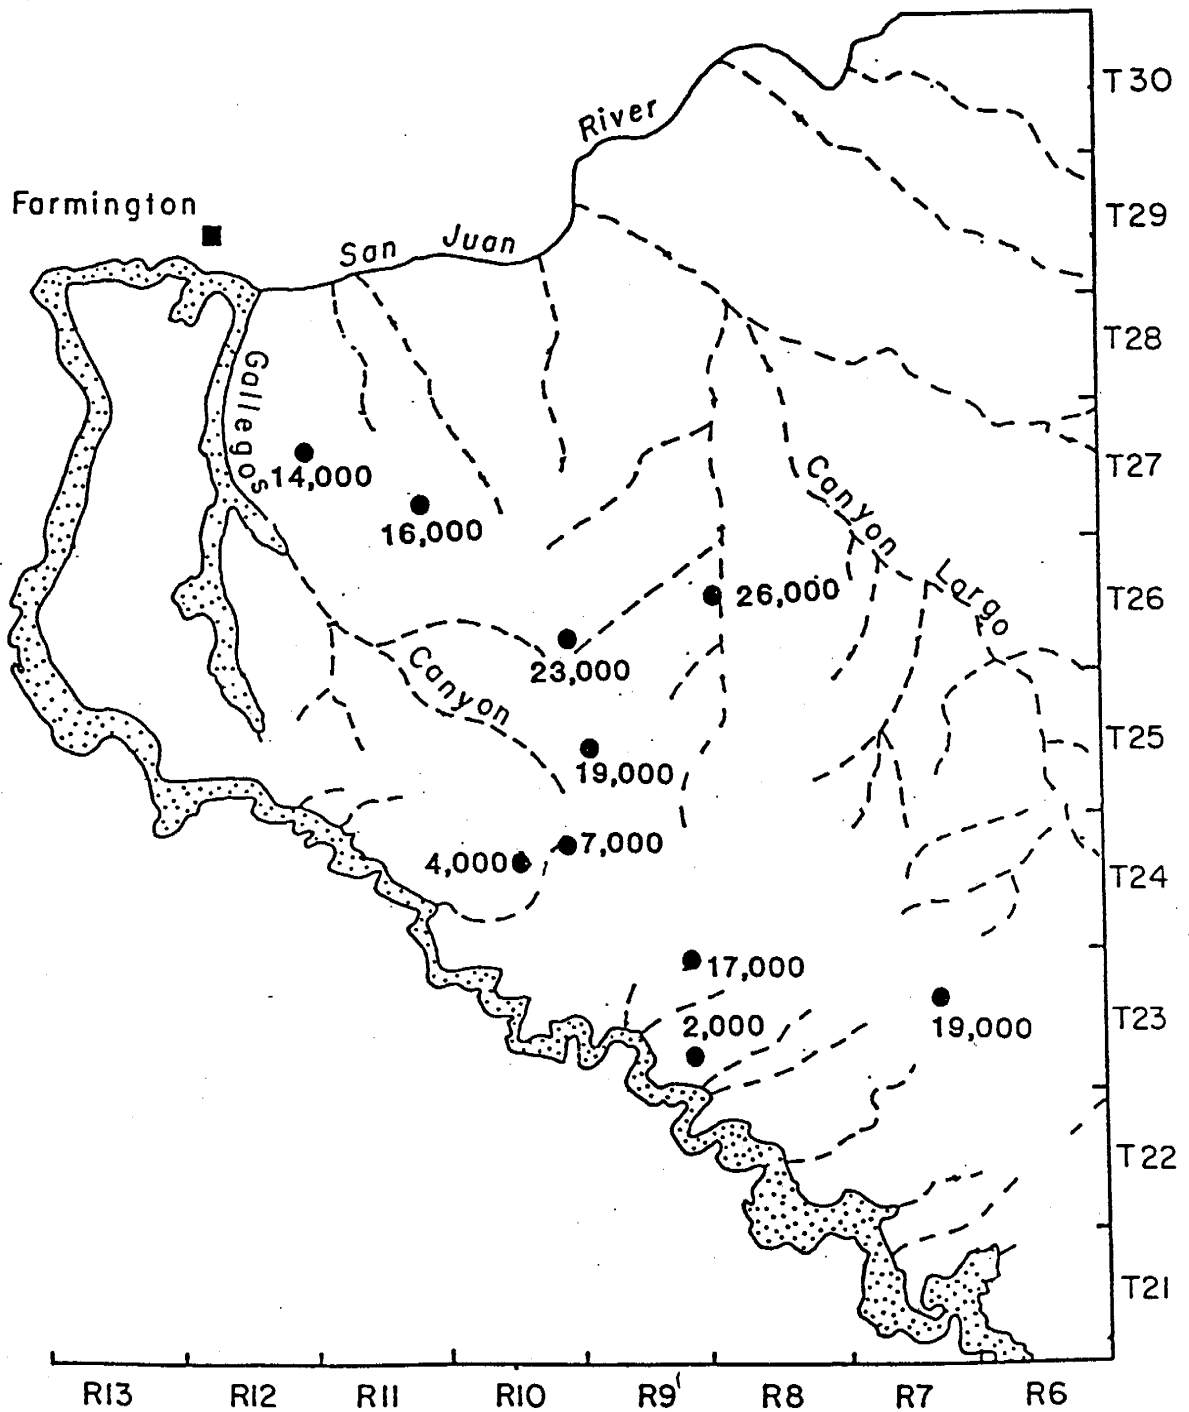 T30
River
Farmington
T29
San Juan
T28
Gallegos
14,000
T27
Canyon
16,000
Largo
26,000
T26
23,000
Canyon
T25
19,000
4,000
7,000
T24
17,000
2,000
19,000
T23
T22
T21
R13 R12 R11 R10 R9 R8 R7 R6